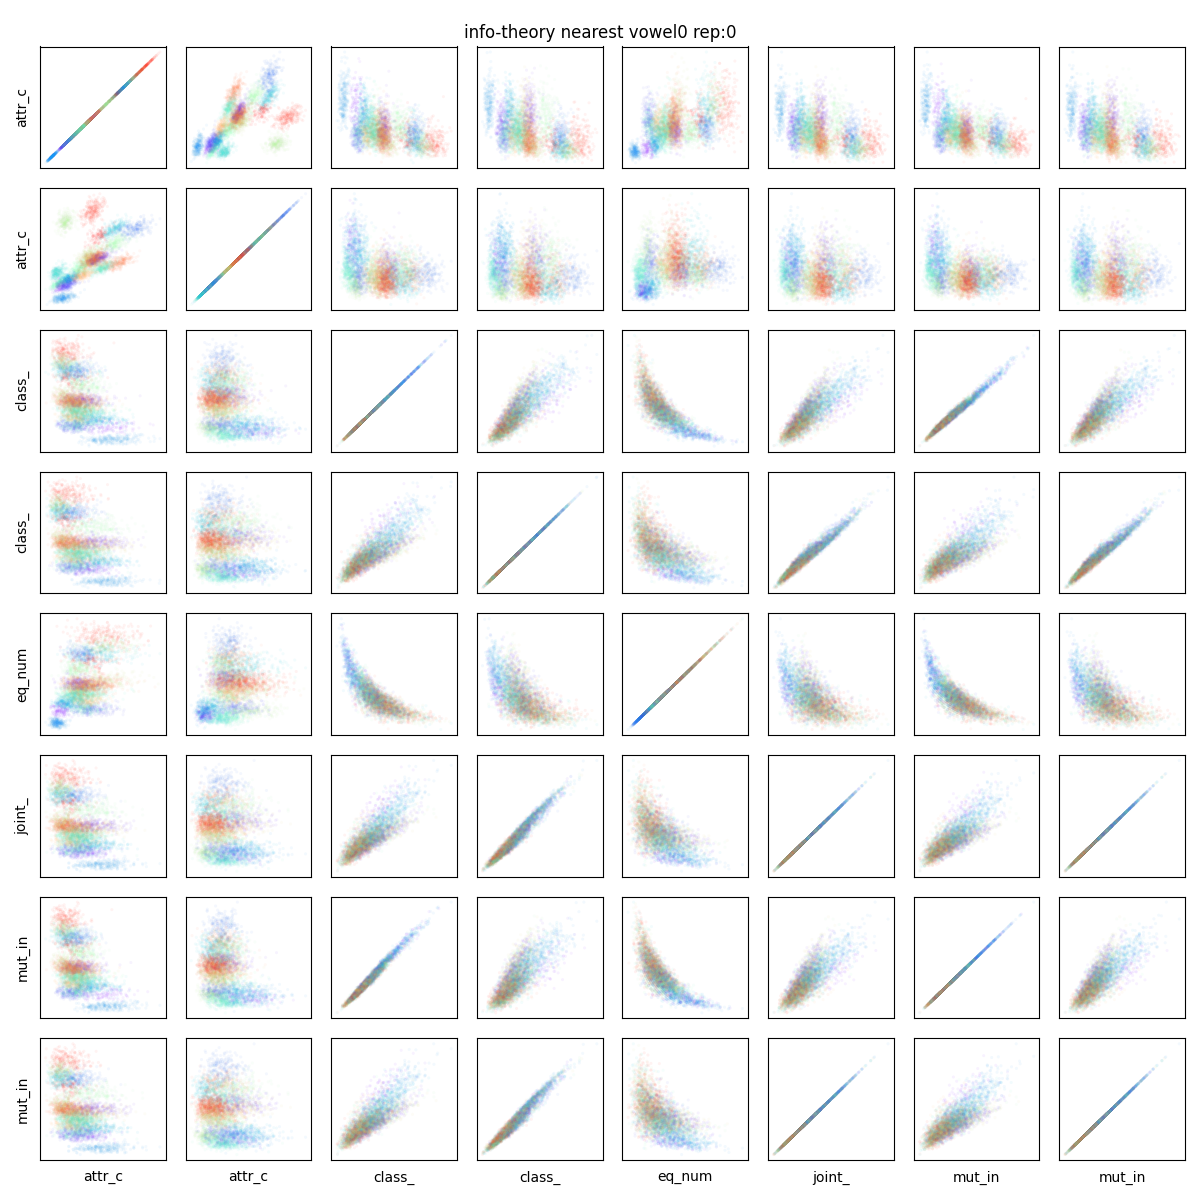 info-theory nearest vowel0 rep:0
attr_c
attr_c
class_
class_
eq_num
joint_
mut_in
mut_in
attr_c attr_c class_ class_ eq_num joint_ mut_in mut_in